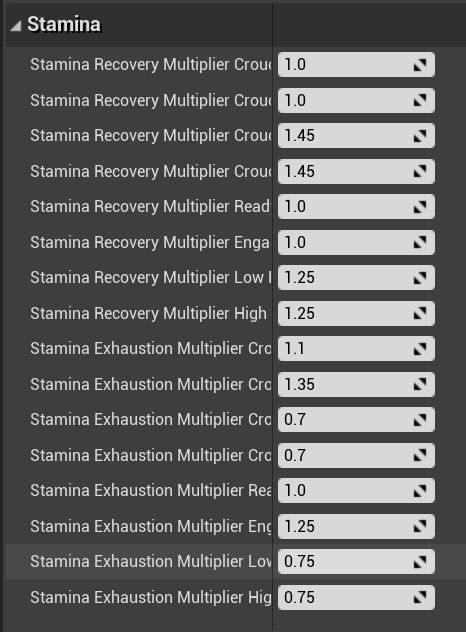 Stamina
Stamina Recovery Multiplier Crouc 1.0
Stamina Recovery Multiplier Crouc 1.0
Stamina Recovery Multiplier Crouc 1.45
Stamina Recovery Multiplier Crouc 1.45
Stamina Recovery Multiplier Read 1.0
Stamina Recovery Multiplier Enga 1.0
Stamina Recovery Multiplier Low 1.25
Stamina Recovery Multiplier High 1.25
Stamina Exhaustion Multiplier Cro 1.1
Stamina Exhaustion Multiplier Cro 1.35
Stamina Exhaustion Multiplier Cro 0.7
Stamina Exhaustion Multiplier Cro 0.7
Stamina Exhaustion Multiplier Rea 1.0
Stamina Exhaustion Multiplier Eng 1.25
Stamina Exhaustion Multiplier Low 0.75
Stamina Exhaustion Multiplier Hig 0.75